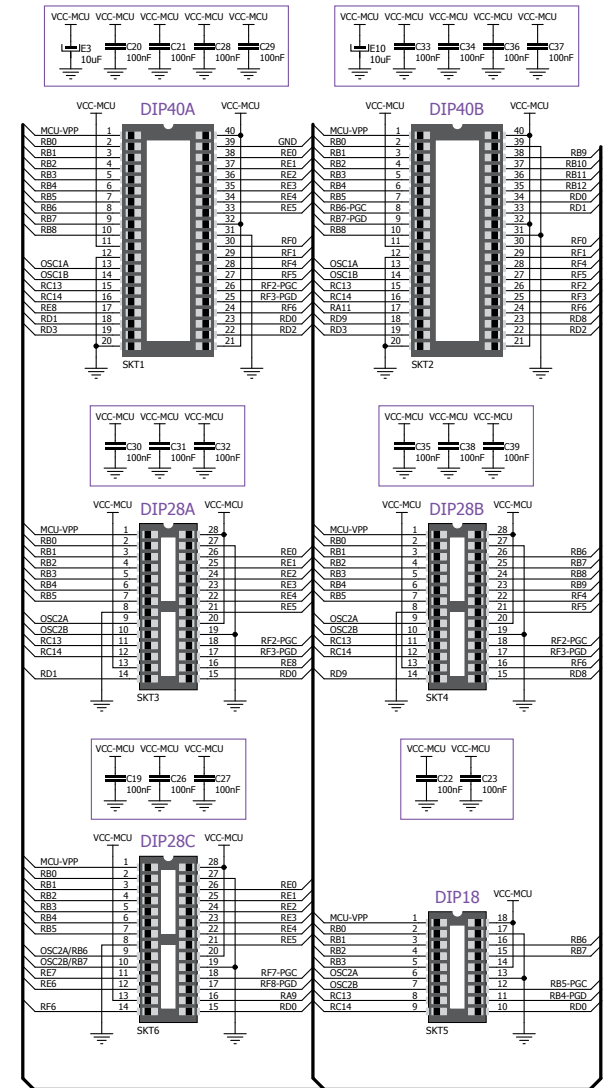 VCC-MCU VCC-MCU VCC-MCU VCC-MCU VCC-MCU
E3 10uF
C20 100nF
C21 100nF
C28 100nF
C29 100nF
VCC-MCU VCC-MCU VCC-MCU VCC-MCU VCC-MCU
E10 10uF
C33 100nF
C34 100nF
C36 100nF
C37 100nF
VCC-MCU DIP40A VCC-MCU
MCU-VPP 1 40
RB0 2 39 GND
RB1 3 38 RE0
RB2 4 37 RE1
RB3 5 36 RE2
RB4 6 35 RE3
RB5 7 34 RE4
RB6 8 33 RE5
RB7 9 32
RB8 10 31
11 30 RF0
12 29 RF1
OSC1A 13 28 RF4
OSC1B 14 27 RF5
RC13 15 26 RF2-PGC
RC14 16 25 RF3-PGD
RE8 17 24 RF6
RD1 18 23 RD0
RD3 19 22 RD2
20 21
SKT1
VCC-MCU DIP40B VCC-MCU
MCU-VPP 1 40
RB0 2 39
RB1 3 38 RB9
RB2 4 37 RB10
RB3 5 36 RB11
RB4 6 35 RB12
RB5 7 34 RD0
RB6-PGC 8 33 RD1
RB7-PGD 9 32
RB8 10 31
11 30 RF0
12 29 RF1
OSC1A 13 28 RF4
OSC1B 14 27 RF5
RC13 15 26 RF2
RC14 16 25 RF3
RA11 17 24 RF6
RD9 18 23 RD8
RD3 19 22 RD2
20 21
SKT2
VCC-MCU VCC-MCU VCC-MCU
C30 100nF
C31 100nF
C32 100nF
VCC-MCU VCC-MCU VCC-MCU
C35 100nF
C38 100nF
C39 100nF
VCC-MCU DIP28A VCC-MCU
MCU-VPP 1 28
RB0 2 27
RB1 3 26 RE0
RB2 4 25 RE1
RB3 5 24 RE2
RB4 6 23 RE3
RB5 7 22 RE4
8 21 RE5
OSC2A 9 20
OSC2B 10 19
RC13 11 18 RF2-PGC
RC14 12 17 RF3-PGD
13 16 RE8
RD1 14 15 RD0
SKT3
VCC-MCU DIP28B VCC-MCU
MCU-VPP 1 28
RB0 2 27
RB1 3 26 RB6
RB2 4 25 RB7
RB3 5 24 RB8
RB4 6 23 RB9
RB5 7 22 RF4
8 21 RF5
OSC2A 9 20
OSC2B 10 19
RC13 11 18 RF2-PGC
RC14 12 17 RF3-PGD
13 16 RF6
RD9 14 15 RD8
SKT4
VCC-MCU VCC-MCU VCC-MCU
C19 100nF
C26 100nF
C27 100nF
VCC-MCU VCC-MCU
C22 100nF
C23 100nF
VCC-MCU DIP28C VCC-MCU
MCU-VPP 1 28
RB0 2 27
RB1 3 26 RE0
RB2 4 25 RE1
RB3 5 24 RE2
RB4 6 23 RE3
RB5 7 22 RE4
8 21 RE5
OSC2A/RB6 9 20
OSC2B/RB7 10 19
RE7 11 18 RF7-PGC
RE6 12 17 RF8-PGD
13 16 RA9
RF6 14 15 RD0
SKT6
DIP18 VCC-MCU
MCU-VPP 1 18
RB0 2 17
RB1 3 16 RB6
RB2 4 15 RB7
RB3 5 14
OSC2A 6 13
OSC2B 7 12 RB5-PGC
RC13 8 11 RB4-PGD
RC14 9 10 RD0
SKT5